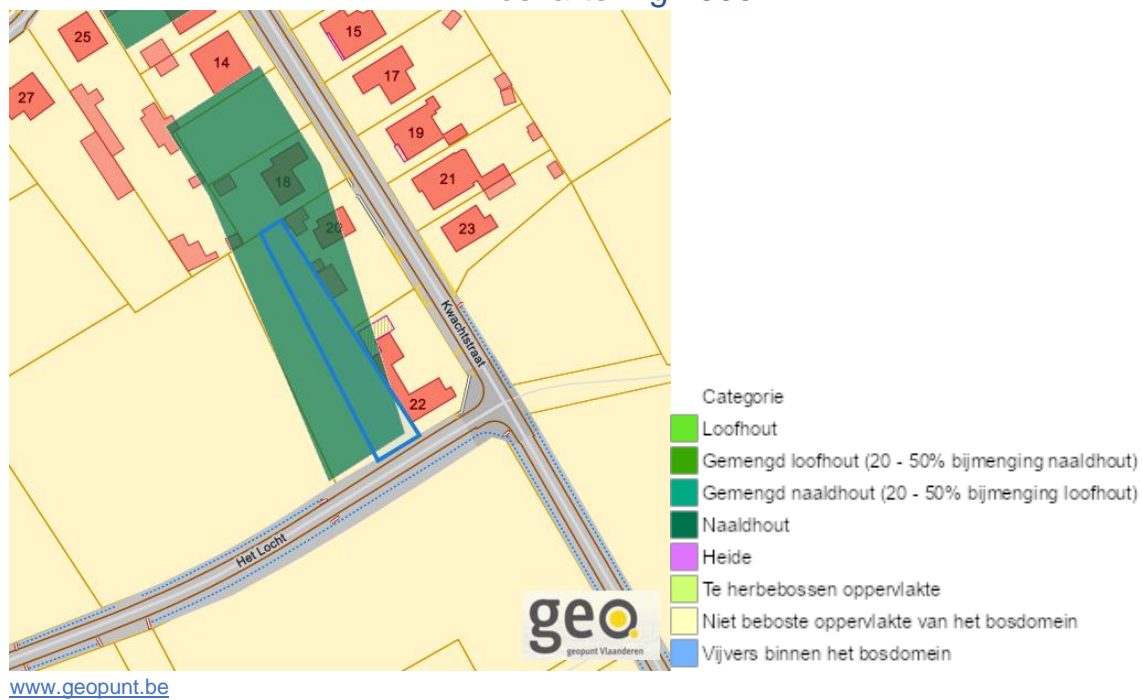 25
15
14
17
27
19
18
21
20
23
Kwachtstraat
22
Categorie
Loofhout
Gemengd loofhout (20 - 50% bijmenging naaldhout)
Gemengd naaldhout (20 - 50% bijmenging loofhout)
Naaldhout
Heide
Te herbebossen oppervlakte
Niet beboste oppervlakte van het bosdomein
Vijvers binnen het bosdomein
Het Locht
geo
geopunt Vlaanderen
www.geopunt.be